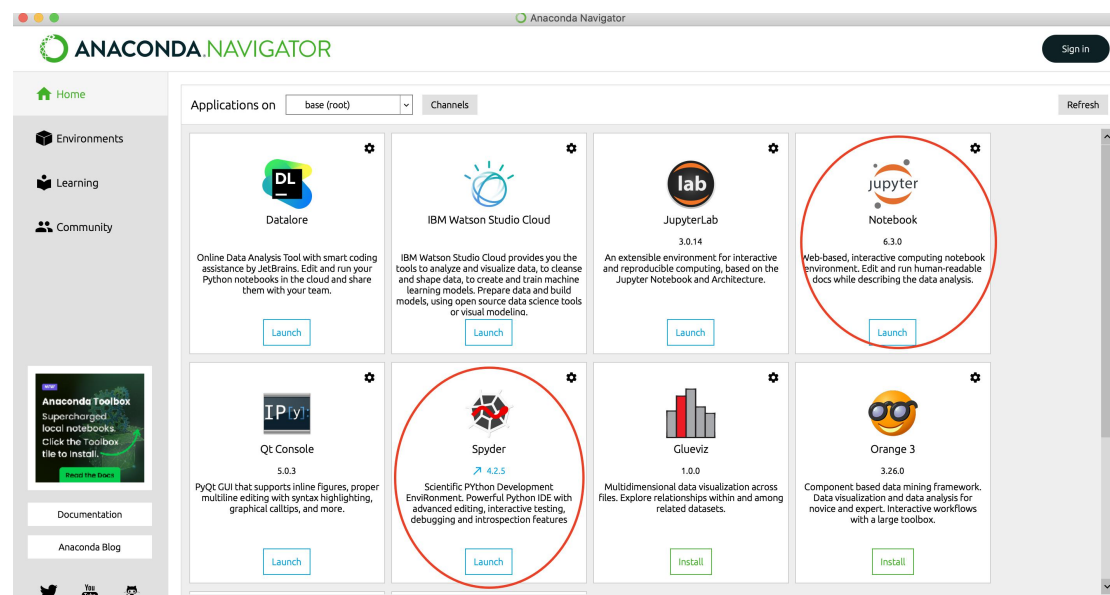 Anaconda Navigator
ANACONDA.NAVIGATOR
Sign in
Home
Environments
Learning
Community
Applications on
base (root)
Channels
Refresh
DL
Datalore
Online Data Analysis Tool with smart coding
assistance by JetBrains. Edit and run your
Python notebooks in the cloud and share
them with your team.
Launch
IBM Watson Studio Cloud
IBM Watson Studio Cloud provides you the
tools to analyze and visualize data, to cleanse
and shape data, to create and train machine
learning models. Prepare data and build
models, using open source data science tools
or visual modeling.
Launch
lab
JupyterLab
3.0.14
An extensible environment for interactive
and reproducible computing, based on the
Jupyter Notebook and Architecture.
Launch
jupyter
Notebook
6.3.0
Web-based, interactive computing notebook
environment. Edit and run human-readable
docs while describing the data analysis.
Launch
IP[y]:
Qt Console
5.0.3
PyQt GUI that supports inline figures, proper
multiline editing with syntax highlighting,
graphical calltips, and more.
Launch
Spyder
4.2.5
Scientific PYthon Development
EnviRonment. Powerful Python IDE with
advanced editing, interactive testing,
debugging and introspection features
Launch
Glueviz
1.0.0
Multidimensional data visualization across
files. Explore relationships within and among
related datasets.
Install
Orange 3
3.26.0
Component based data mining framework.
Data visualization and data analysis for
novice and expert. Interactive workflows
with a large toolbox.
Install
NEW
Anaconda Toolbox
Supercharged
local notebooks.
Click the Toolbox
tile to install.
Read the Docs
Documentation
Anaconda Blog
You